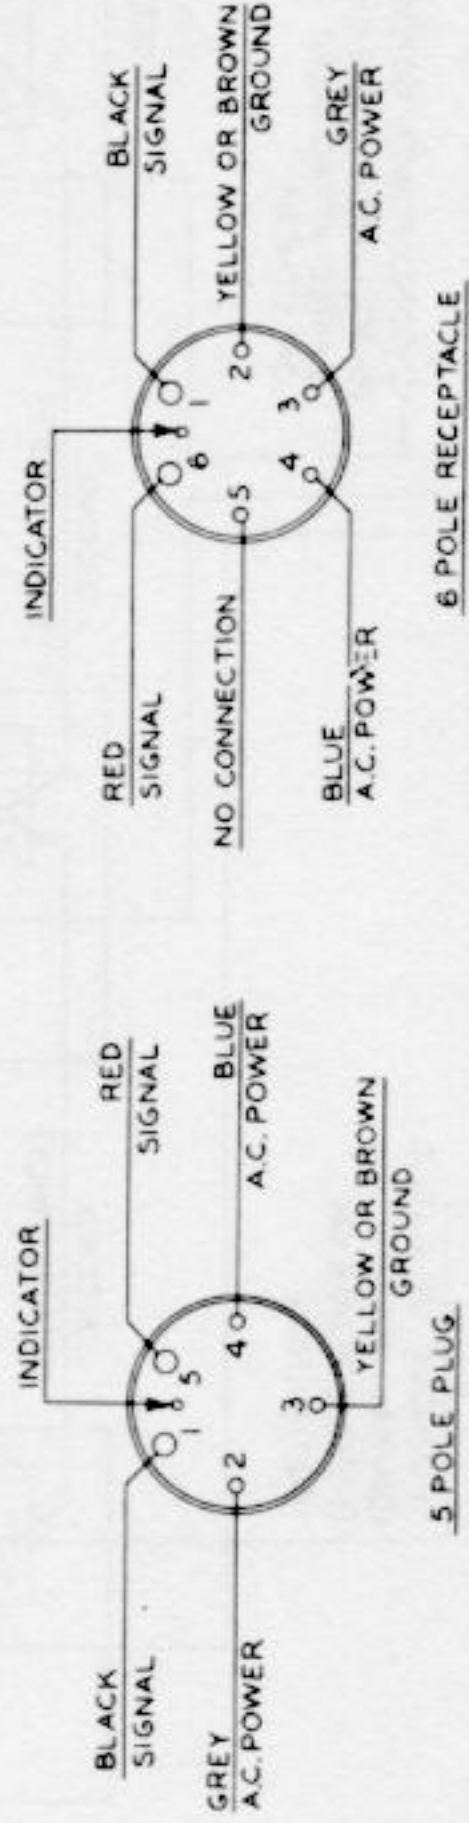 INDICATOR
BLACK
SIGNAL
RED
SIGNAL
1
5
GREY
A.C. POWER
2
4
BLUE
A.C. POWER
3
YELLOW OR BROWN
GROUND
5 POLE PLUG
INDICATOR
RED
SIGNAL
BLACK
SIGNAL
6
1
NO CONNECTION
5
2
YELLOW OR BROWN
GROUND
4
3
BLUE
A.C. POWER
GREY
A.C. POWER
6 POLE RECEPTACLE